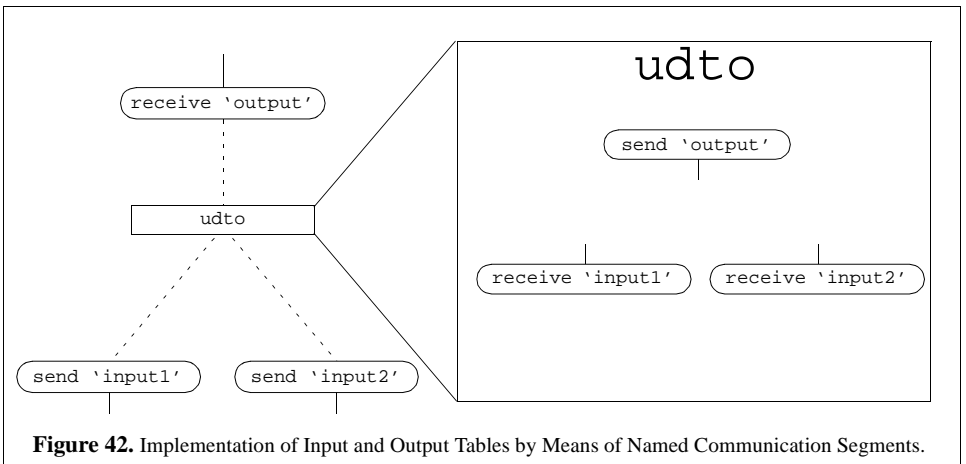 udto
receive ‘output’
send ‘output’
udto
receive ‘input1’
receive ‘input2’
send ‘input1’
send ‘input2’
Figure 42. Implementation of Input and Output Tables by Means of Named Communication Segments.